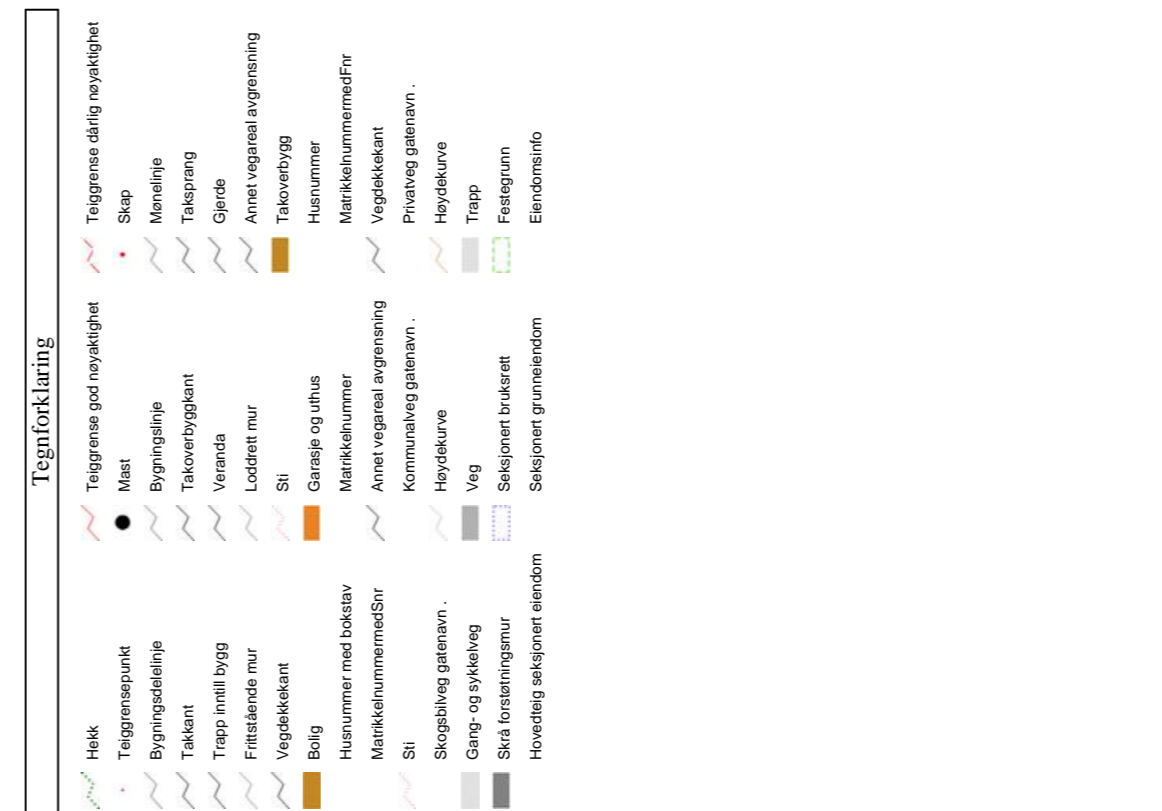 Tegnforklaring
Hekk
Teiggrense god nøyaktighet
Teiggrense dårlig nøyaktighet
Teiggrensepunkt
Mast
Skap
Bygningsdelelinje
Bygningslinje
Mønelinje
Takkant
Takoverbyggkant
Taksprang
Trapp inntill bygg
Veranda
Gjerde
Frittstående mur
Loddrett mur
Annet vegareal avgrensning
Vegdekkekant
Sti
Takoverbygg
Bolig
Garasje og uthus
Husnummer
Husnummer med bokstav
Matrikkelnummer
MatrikkelnummermedFnr
MatrikkelnummermedSnr
Annet vegareal avgrensning
Vegdekkekant
Sti
Kommunalveg gatenavn .
Privatveg gatenavn .
Skogsbilveg gatenavn .
Høydekurve
Høydekurve
Gang- og sykkelveg
Veg
Trapp
Skrå forstøtningsmur
Seksjonert bruksrett
Festegrunn
Hovedteig seksjonert eiendom
Seksjonert grunneiendom
Eiendomsinfo